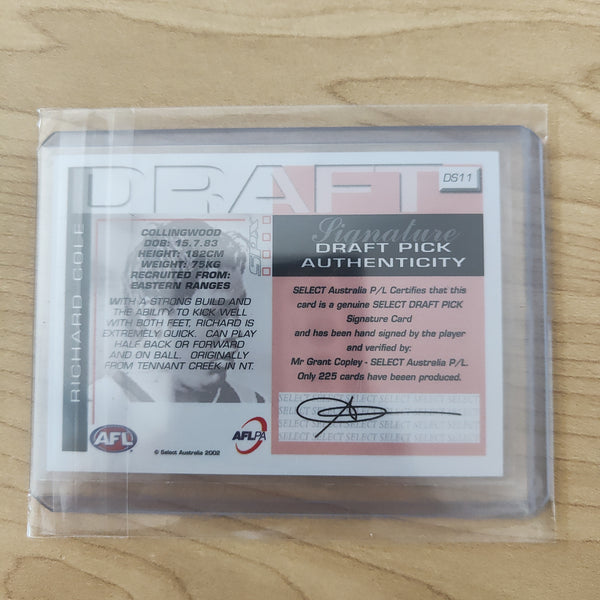 DRAFT
DS11
RICHARD COLE
COLLINGWOOD
DOB: 15.7.83
HEIGHT: 182CM
WEIGHT: 75KG
RECRUITED FROM:
EASTERN RANGES
WITH A STRONG BUILD AND
THE ABILITY TO KICK WELL
WITH BOTH FEET, RICHARD IS
EXTREMELY QUICK. CAN PLAY
HALF BACK OR FORWARD
AND ON BALL. ORIGINALLY
FROM TENNANT CREEK IN NT.
Signature
DRAFT PICK
AUTHENTICITY
SELECT Australia P/L Certifies that this
card is a genuine SELECT DRAFT PICK
Signature Card
and has been hand signed by the player
and verified by:
Mr Grant Copley - SELECT Australia P/L.
Only 225 cards have been produced.
AFL
AFLPA
© Select Australia 2002